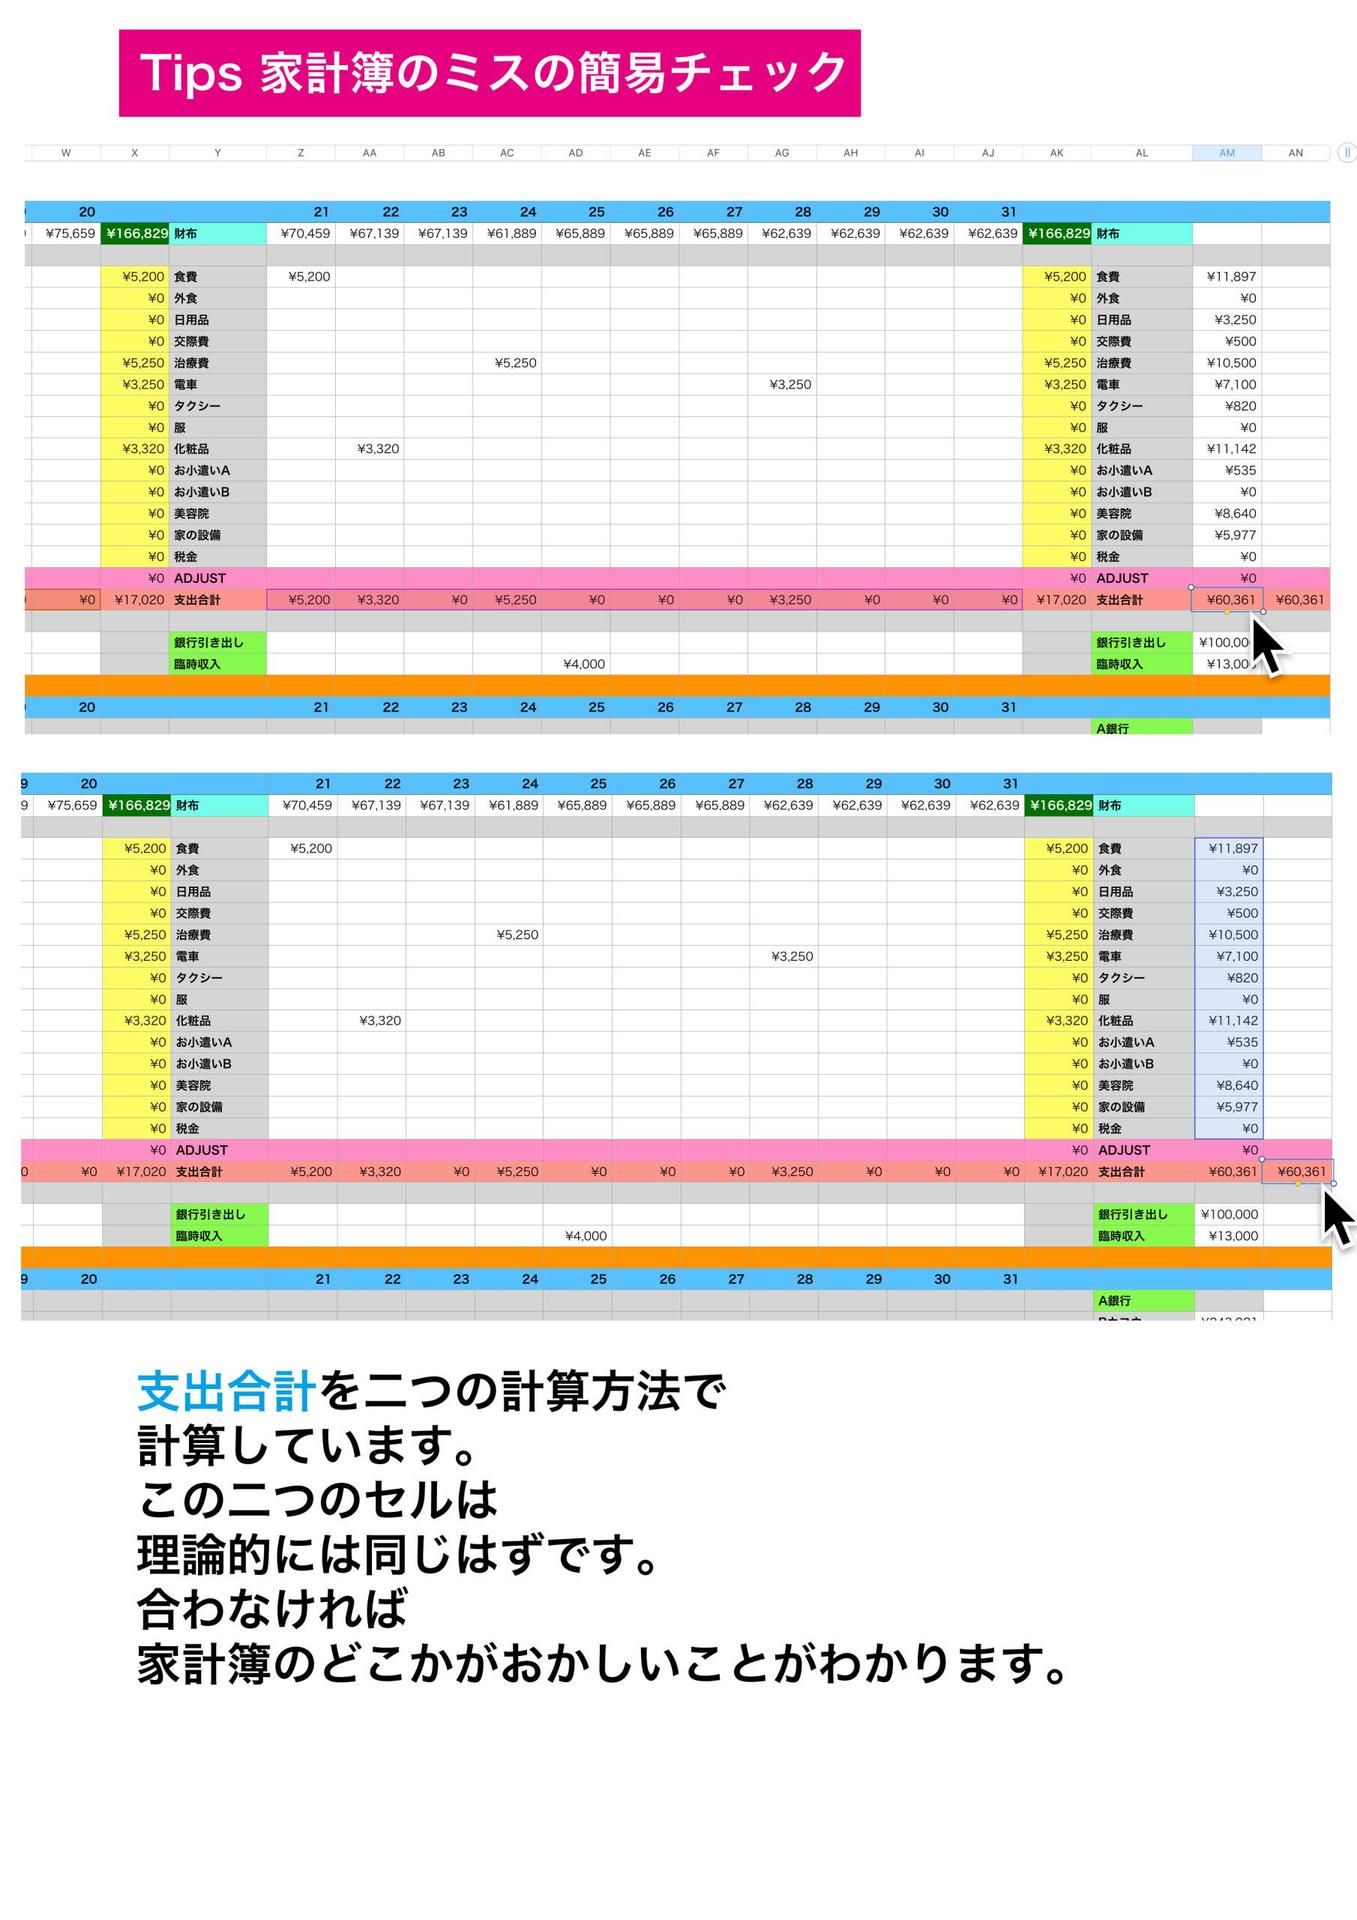 Tips 家計簿のミスの簡易チェック
W X Y Z AA AB AC AD AE AF AG AH AI AJ AK AL AM AN
20 21 22 23 24 25 26 27 28 29 30 31
¥75,659 ¥166,829 財布 ¥70,459 ¥67,139 ¥67,139 ¥61,889 ¥65,889 ¥65,889 ¥65,889 ¥62,639 ¥62,639 ¥62,639 ¥62,639 ¥166,829 財布
¥5,200 食費 ¥5,200 ¥5,200 食費 ¥11,897
¥0 外食 ¥0 外食 ¥0
¥0 日用品 ¥0 日用品 ¥3,250
¥0 交際費 ¥0 交際費 ¥500
¥5,250 治療費 ¥5,250 ¥5,250 治療費 ¥10,500
¥3,250 電車 ¥3,250 ¥3,250 電車 ¥7,100
¥0 タクシー ¥0 タクシー ¥820
¥0 服 ¥0 服 ¥0
¥3,320 化粧品 ¥3,320 ¥3,320 化粧品 ¥11,142
¥0 お小遣いA ¥0 お小遣いA ¥535
¥0 お小遣いB ¥0 お小遣いB ¥0
¥0 美容院 ¥0 美容院 ¥8,640
¥0 家の設備 ¥0 家の設備 ¥5,977
¥0 税金 ¥0 税金 ¥0
¥0 ADJUST ¥0 ADJUST ¥0
¥0 ¥17,020 支出合計 ¥5,200 ¥3,320 ¥0 ¥5,250 ¥0 ¥0 ¥0 ¥3,250 ¥0 ¥0 ¥0 ¥17,020 支出合計 ¥60,361 ¥60,361
銀行引き出し 銀行引き出し ¥100,00
臨時収入 ¥4,000 臨時収入 ¥13,00
20 21 22 23 24 25 26 27 28 29 30 31
A銀行
9 20 21 22 23 24 25 26 27 28 29 30 31
9 ¥75,659 ¥166,829 財布 ¥70,459 ¥67,139 ¥67,139 ¥61,889 ¥65,889 ¥65,889 ¥65,889 ¥62,639 ¥62,639 ¥62,639 ¥62,639 ¥166,829 財布
¥5,200 食費 ¥5,200 ¥5,200 食費 ¥11,897
¥0 外食 ¥0 外食 ¥0
¥0 日用品 ¥0 日用品 ¥3,250
¥0 交際費 ¥0 交際費 ¥500
¥5,250 治療費 ¥5,250 ¥5,250 治療費 ¥10,500
¥3,250 電車 ¥3,250 ¥3,250 電車 ¥7,100
¥0 タクシー ¥0 タクシー ¥820
¥0 服 ¥0 服 ¥0
¥3,320 化粧品 ¥3,320 ¥3,320 化粧品 ¥11,142
¥0 お小遣いA ¥0 お小遣いA ¥535
¥0 お小遣いB ¥0 お小遣いB ¥0
¥0 美容院 ¥0 美容院 ¥8,640
¥0 家の設備 ¥0 家の設備 ¥5,977
¥0 税金 ¥0 税金 ¥0
¥0 ADJUST ¥0 ADJUST ¥0
0 ¥0 ¥17,020 支出合計 ¥5,200 ¥3,320 ¥0 ¥5,250 ¥0 ¥0 ¥0 ¥3,250 ¥0 ¥0 ¥0 ¥17,020 支出合計 ¥60,361 ¥60,361
銀行引き出し 銀行引き出し ¥100,000
臨時収入 ¥4,000 臨時収入 ¥13,000
9 20 21 22 23 24 25 26 27 28 29 30 31
A銀行
支出合計を二つの計算方法で
計算しています。
この二つのセルは
理論的には同じはずです。
合わなければ
家計簿のどこかがおかしいことがわかります。